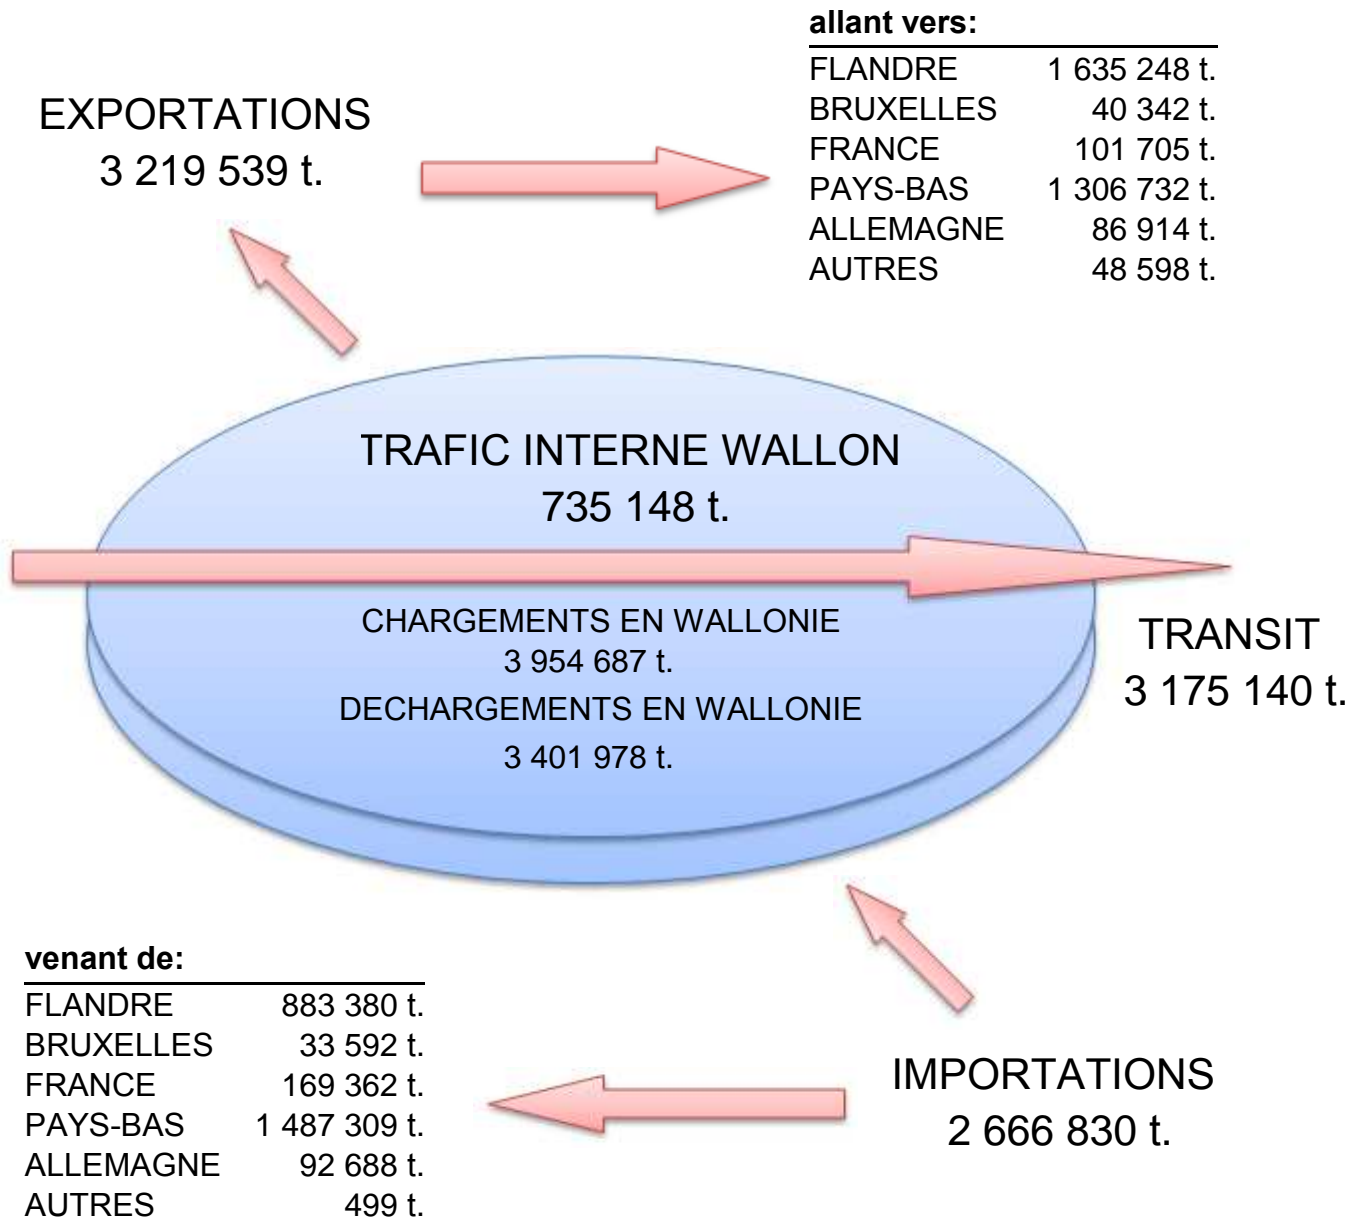 allant vers:
FLANDRE 1 635 248 t.
BRUXELLES 40 342 t.
FRANCE 101 705 t.
PAYS-BAS 1 306 732 t.
ALLEMAGNE 86 914 t.
AUTRES 48 598 t.
EXPORTATIONS
3 219 539 t.
TRAFIC INTERNE WALLON
735 148 t.
CHARGEMENTS EN WALLONIE
3 954 687 t.
DECHARGEMENTS EN WALLONIE
3 401 978 t.
TRANSIT
3 175 140 t.
venant de:
FLANDRE 883 380 t.
BRUXELLES 33 592 t.
FRANCE 169 362 t.
PAYS-BAS 1 487 309 t.
ALLEMAGNE 92 688 t.
AUTRES 499 t.
IMPORTATIONS
2 666 830 t.